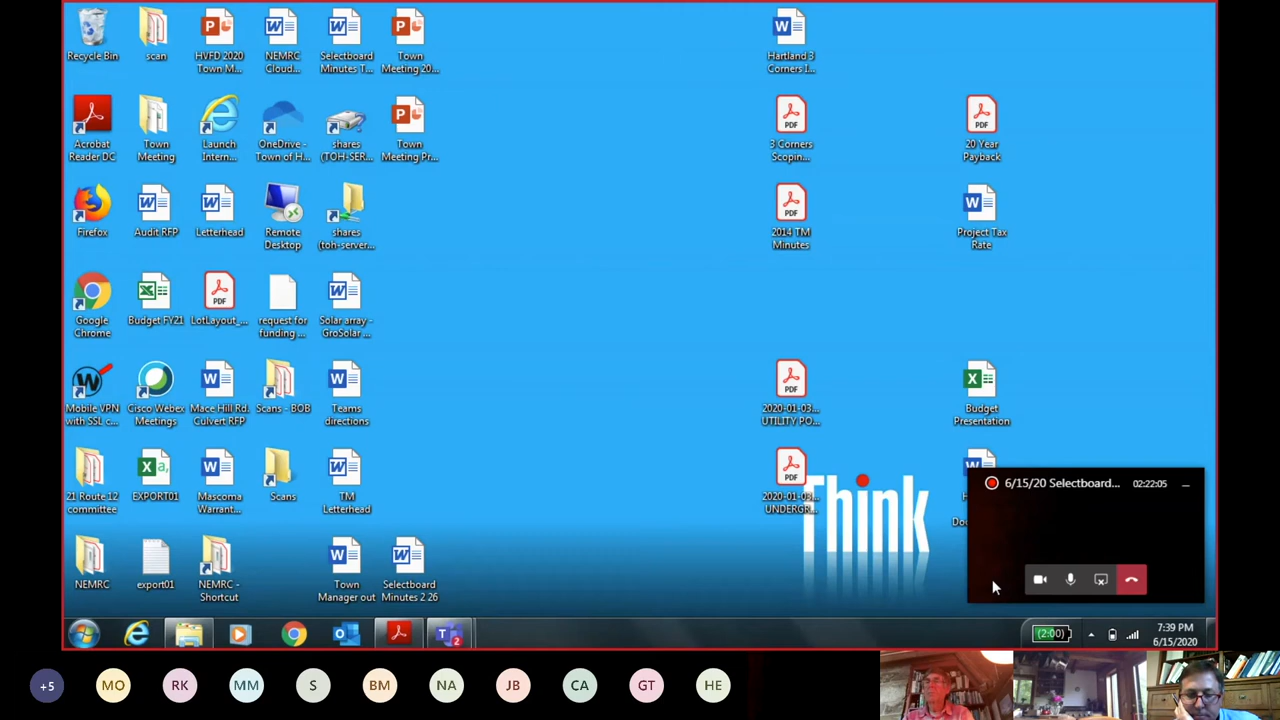 Recycle Bin
scan
HVFD 2020
Town M...
NEMRC
Cloud...
Selectboard
Minutes T...
Town
Meeting 20...
Hartland 3
Corners I...
Acrobat
Reader DC
Town
Meeting
Launch
Intern...
OneDrive -
Town of H...
shares
(TOH-SER...
Town
Meeting Pr...
PDF
3 Corners
Scopin...
PDF
20 Year
Payback
Firefox
Audit RFP
Letterhead
Remote
Desktop
shares
(toh-server...
PDF
2014 TM
Minutes
Project Tax
Rate
Google
Chrome
Budget FY21
PDF
LotLayout_...
request for
funding ...
Solar array -
GroSolar ...
Mobile VPN
with SSL c...
Cisco Webex
Meetings
Mace Hill Rd.
Culvert RFP
Scans - BOB
Teams
directions
PDF
2020-01-03...
UTILITY PO...
Budget
Presentation
21 Route 12
committee
EXPORT01
Mascoma
Warrant...
Scans
TM
Letterhead
PDF
2020-01-03...
UNDERGR...
Think
6/15/20 Selectboard...
02:22:05
NEMRC
export01
NEMRC -
Shortcut
Town
Manager out
Selectboard
Minutes 2 26
2
(2:00)
7:39 PM
6/15/2020
+5
MO
RK
MM
S
BM
NA
JB
CA
GT
HE